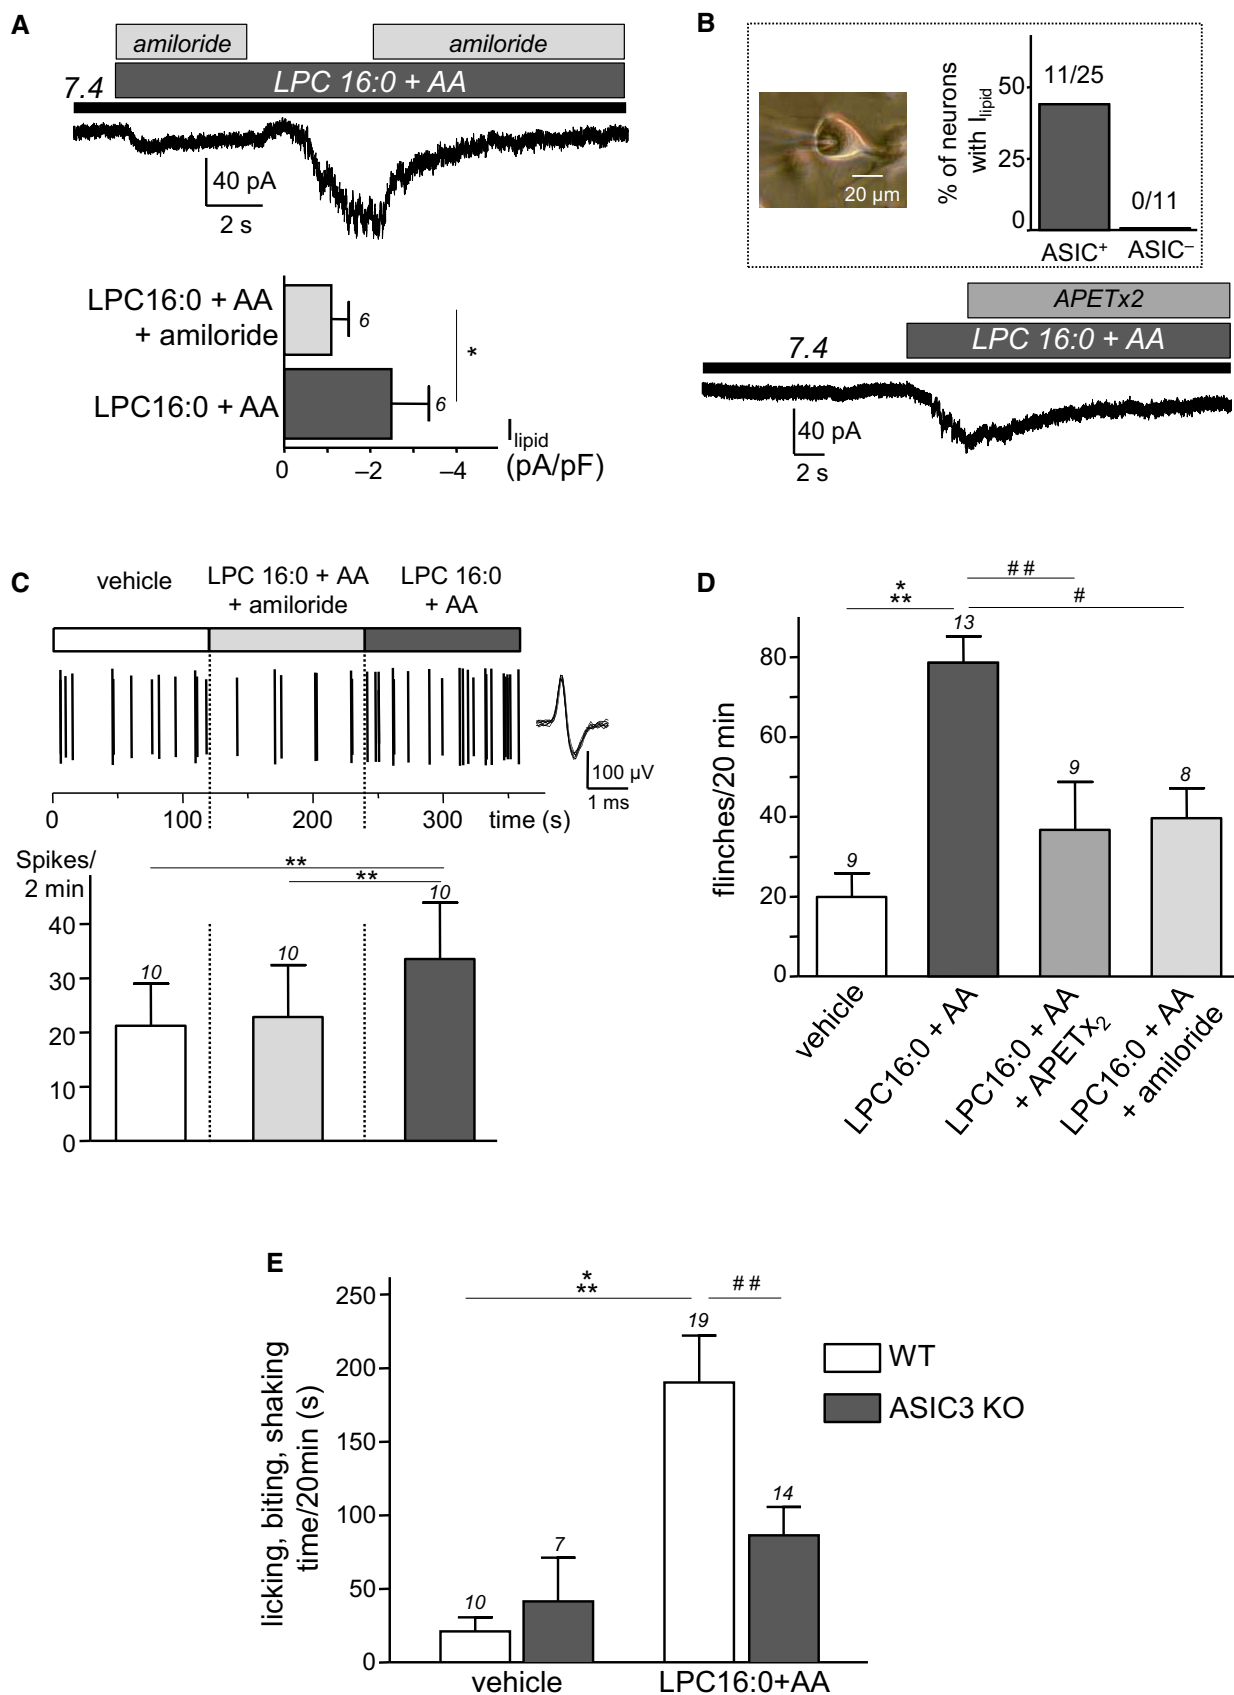 A
amiloride
amiloride
LPC 16:0 + AA
7.4
40 pA
2 s
LPC16:0 + AA
+ amiloride
6
*
LPC16:0 + AA
6
0
–2
–4
I lipid
(pA/pF)
B
% of neurons
with I lipid
50
25
0
11/25
0/11
ASIC+
ASIC–
20 µm
APETx2
LPC 16:0 + AA
7.4
40 pA
2 s
C
vehicle
LPC 16:0 + AA
+ amiloride
LPC 16:0
+ AA
100 µV
1 ms
0
100
200
300
time (s)
Spikes/
2 min
**
**
40
30
20
10
0
10
10
10
D
# #
#
*
**
flinches/20 min
80
60
40
20
0
9
13
9
8
vehicle
LPC16:0 + AA
LPC16:0 + AA
+ APETx2
LPC16:0 + AA
+ amiloride
E
licking, biting, shaking
time/20min (s)
250
200
150
100
50
0
*
**
# #
10
7
19
14
WT
ASIC3 KO
vehicle
LPC16:0+AA